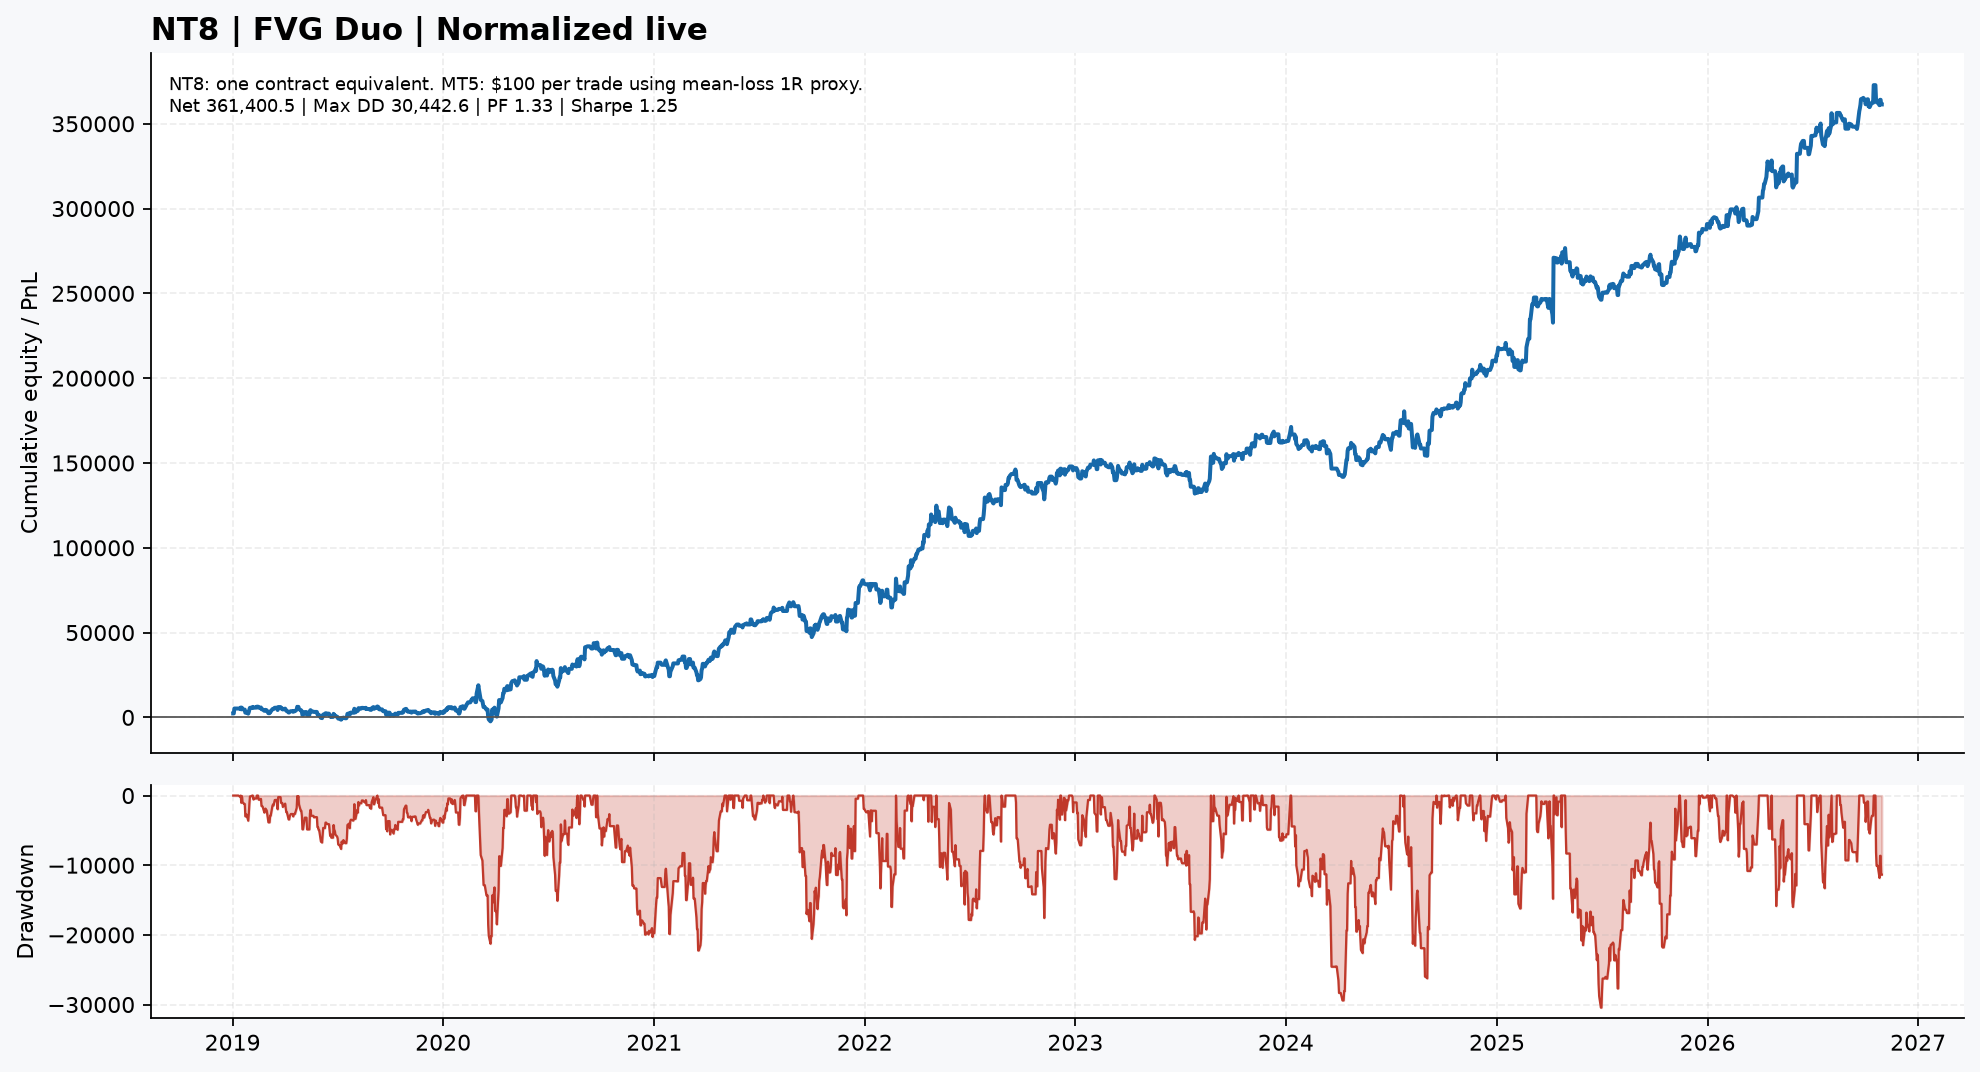 NT8 | FVG Duo | Normalized live
NT8: one contract equivalent. MT5: $100 per trade using mean-loss 1R proxy.
Net 361,400.5 | Max DD 30,442.6 | PF 1.33 | Sharpe 1.25
Cumulative equity / PnL
350000
300000
250000
200000
150000
100000
50000
0
Drawdown
0
−10000
−20000
−30000
2019 2020 2021 2022 2023 2024 2025 2026 2027